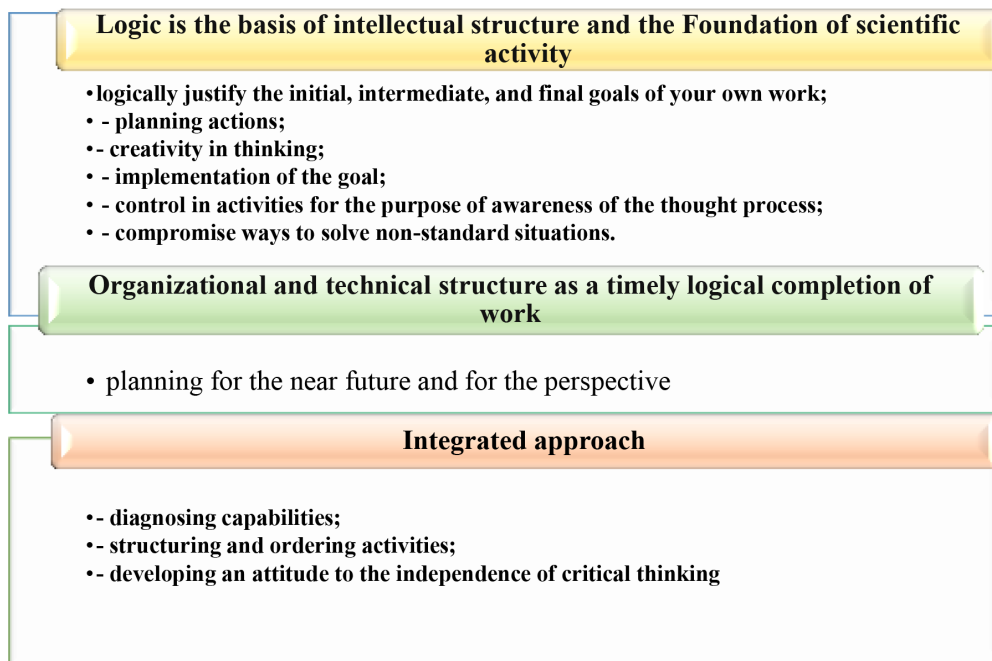 Logic is the basis of intellectual structure and the Foundation of scientific
activity
•logically justify the initial, intermediate, and final goals of your own work;
• - planning actions;
•- creativity in thinking;
• - implementation of the goal;
• - control in activities for the purpose of awareness of the thought process;
• - compromise ways to solve non-standard situations.
Organizational and technical structure as a timely logical completion of
work
• planning for the near future and for the perspective
Integrated approach
•- diagnosing capabilities;
•- structuring and ordering activities;
•- developing an attitude to the independence of critical thinking